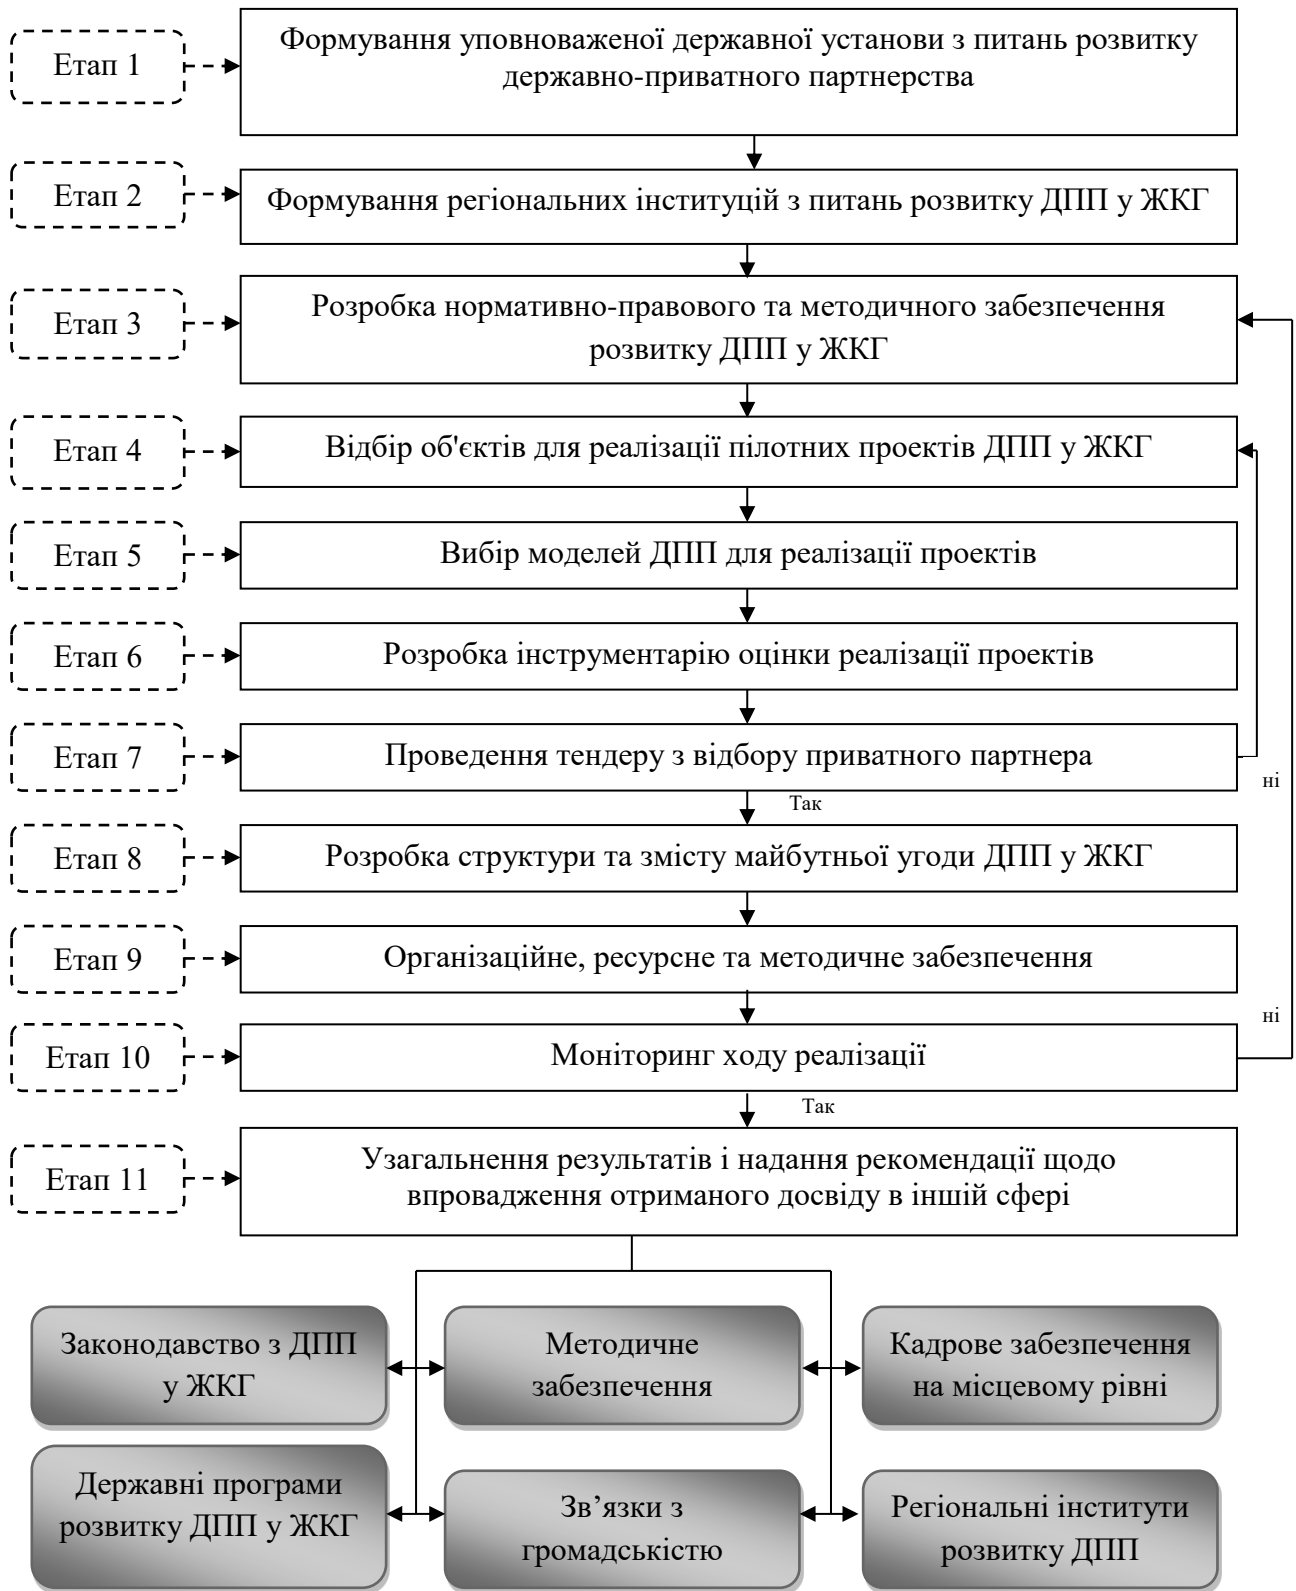 Етап 1
Формування уповноваженої державної установи з питань розвитку
державно-приватного партнерства
Етап 2
Формування регіональних інституцій з питань розвитку ДПП у ЖКГ
Етап 3
Розробка нормативно-правового та методичного забезпечення
розвитку ДПП у ЖКГ
Етап 4
Відбір об'єктів для реалізації пілотних проектів ДПП у ЖКГ
Етап 5
Вибір моделей ДПП для реалізації проектів
Етап 6
Розробка інструментарію оцінки реалізації проектів
Етап 7
Проведення тендеру з відбору приватного партнера
ні
Так
Етап 8
Розробка структури та змісту майбутньої угоди ДПП у ЖКГ
Етап 9
Організаційне, ресурсне та методичне забезпечення
ні
Етап 10
Моніторинг ходу реалізації
Так
Етап 11
Узагальнення результатів і надання рекомендації щодо
впровадження отриманого досвіду в іншій сфері
Законодавство з ДПП
у ЖКГ
Методичне
забезпечення
Кадрове забезпечення
на місцевому рівні
Державні програми
розвитку ДПП у ЖКГ
Зв’язки з
громадськістю
Регіональні інститути
розвитку ДПП